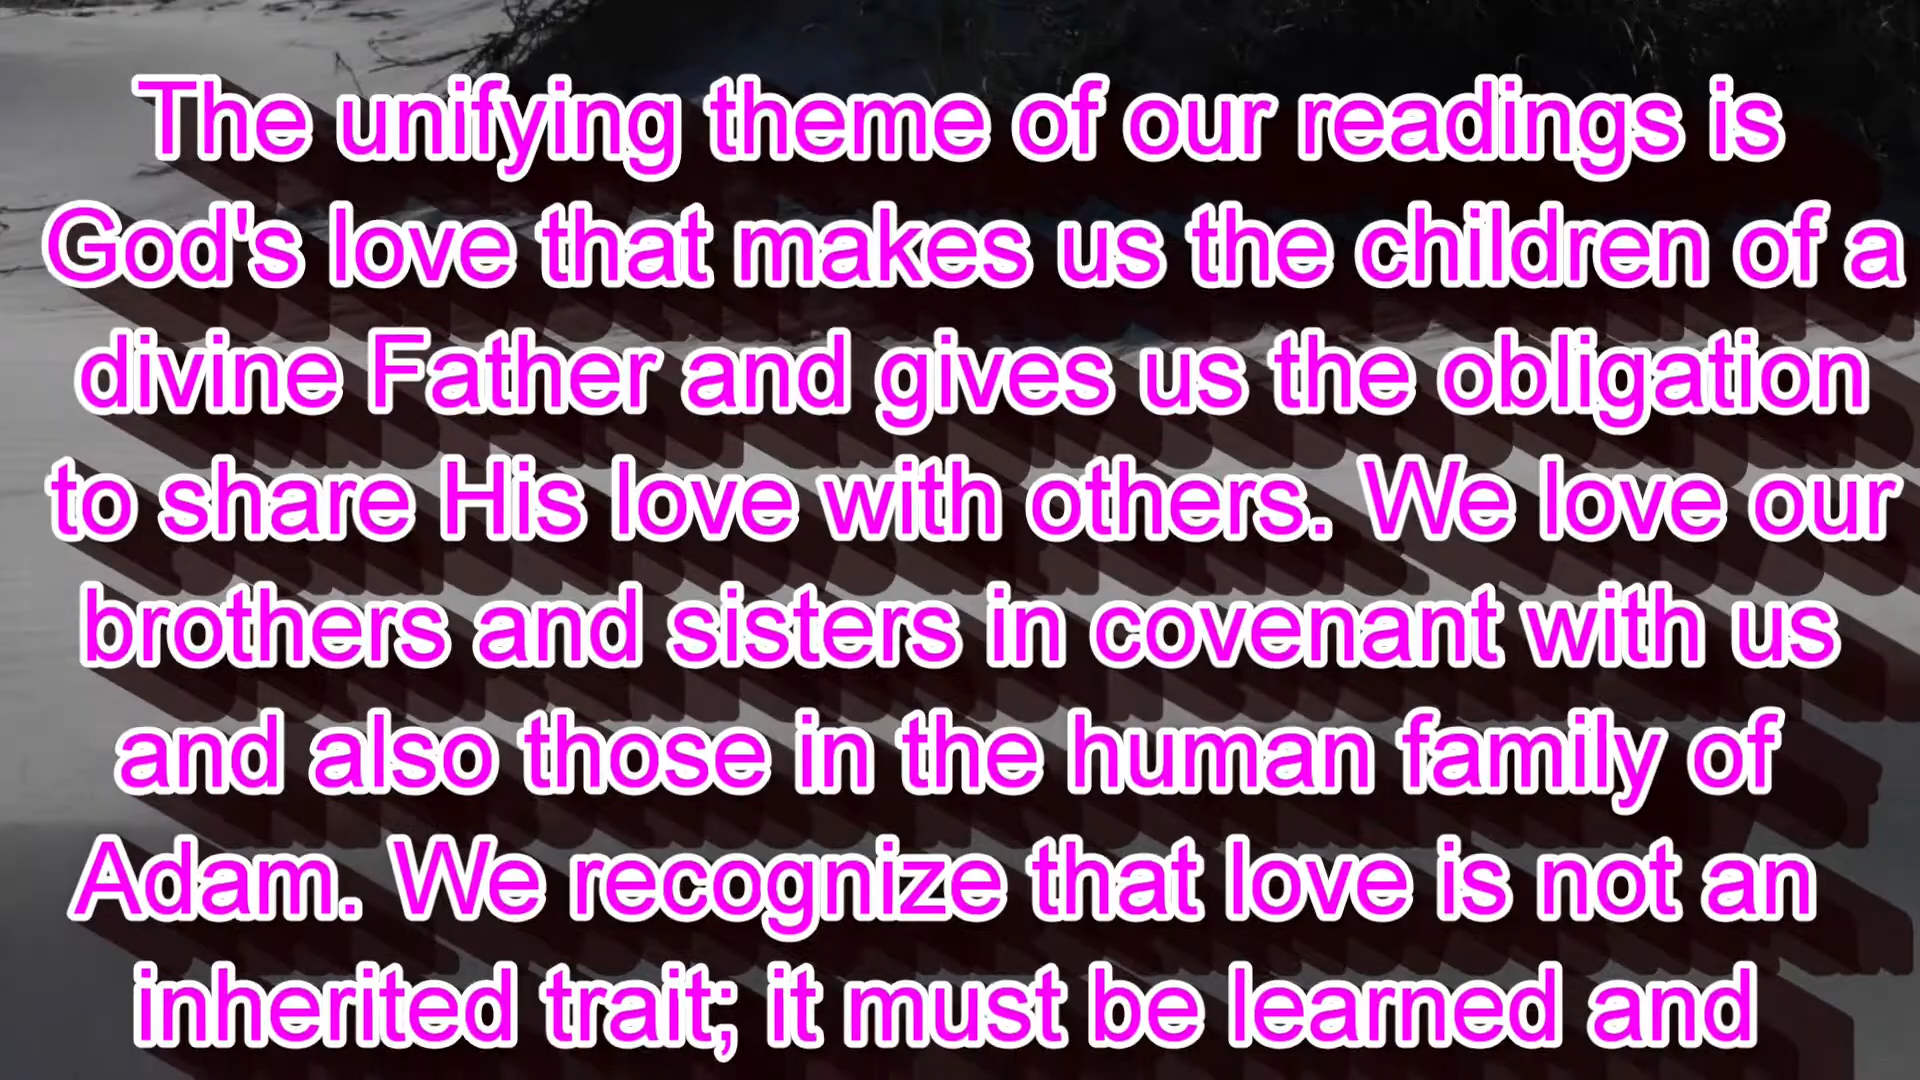 The unifying theme of our readings is
God's love that makes us the children of a
divine Father and gives us the obligation
to share His love with others. We love our
brothers and sisters in covenant with us
and also those in the human family of
Adam. We recognize that love is not an
inherited trait; it must be learned and